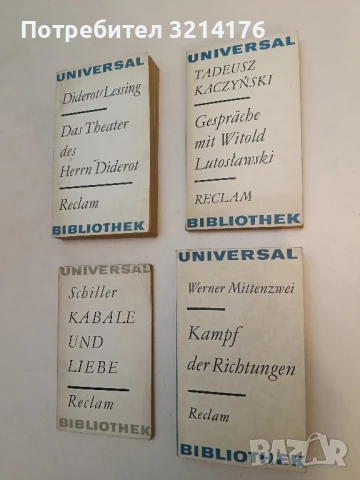 Потребител 3214176
UNIVERSAL
Diderot/Lessing
Das Theater
des
Herrn Diderot
Reclam
BIBLIOTHEK
UNIVERSAL
TADEUSZ
KACZYŃSKI
Gespräche
mit Witold
Lutosławski
RECLAM
BIBLIOTHEK
UNIVERSAL
Schiller
KABALE
UND
LIEBE
Reclam
BIBLIOTHEK
UNIVERSAL
Werner Mittenzwei
Kampf
der Richtungen
Reclam
BIBLIOTHEK
bazar